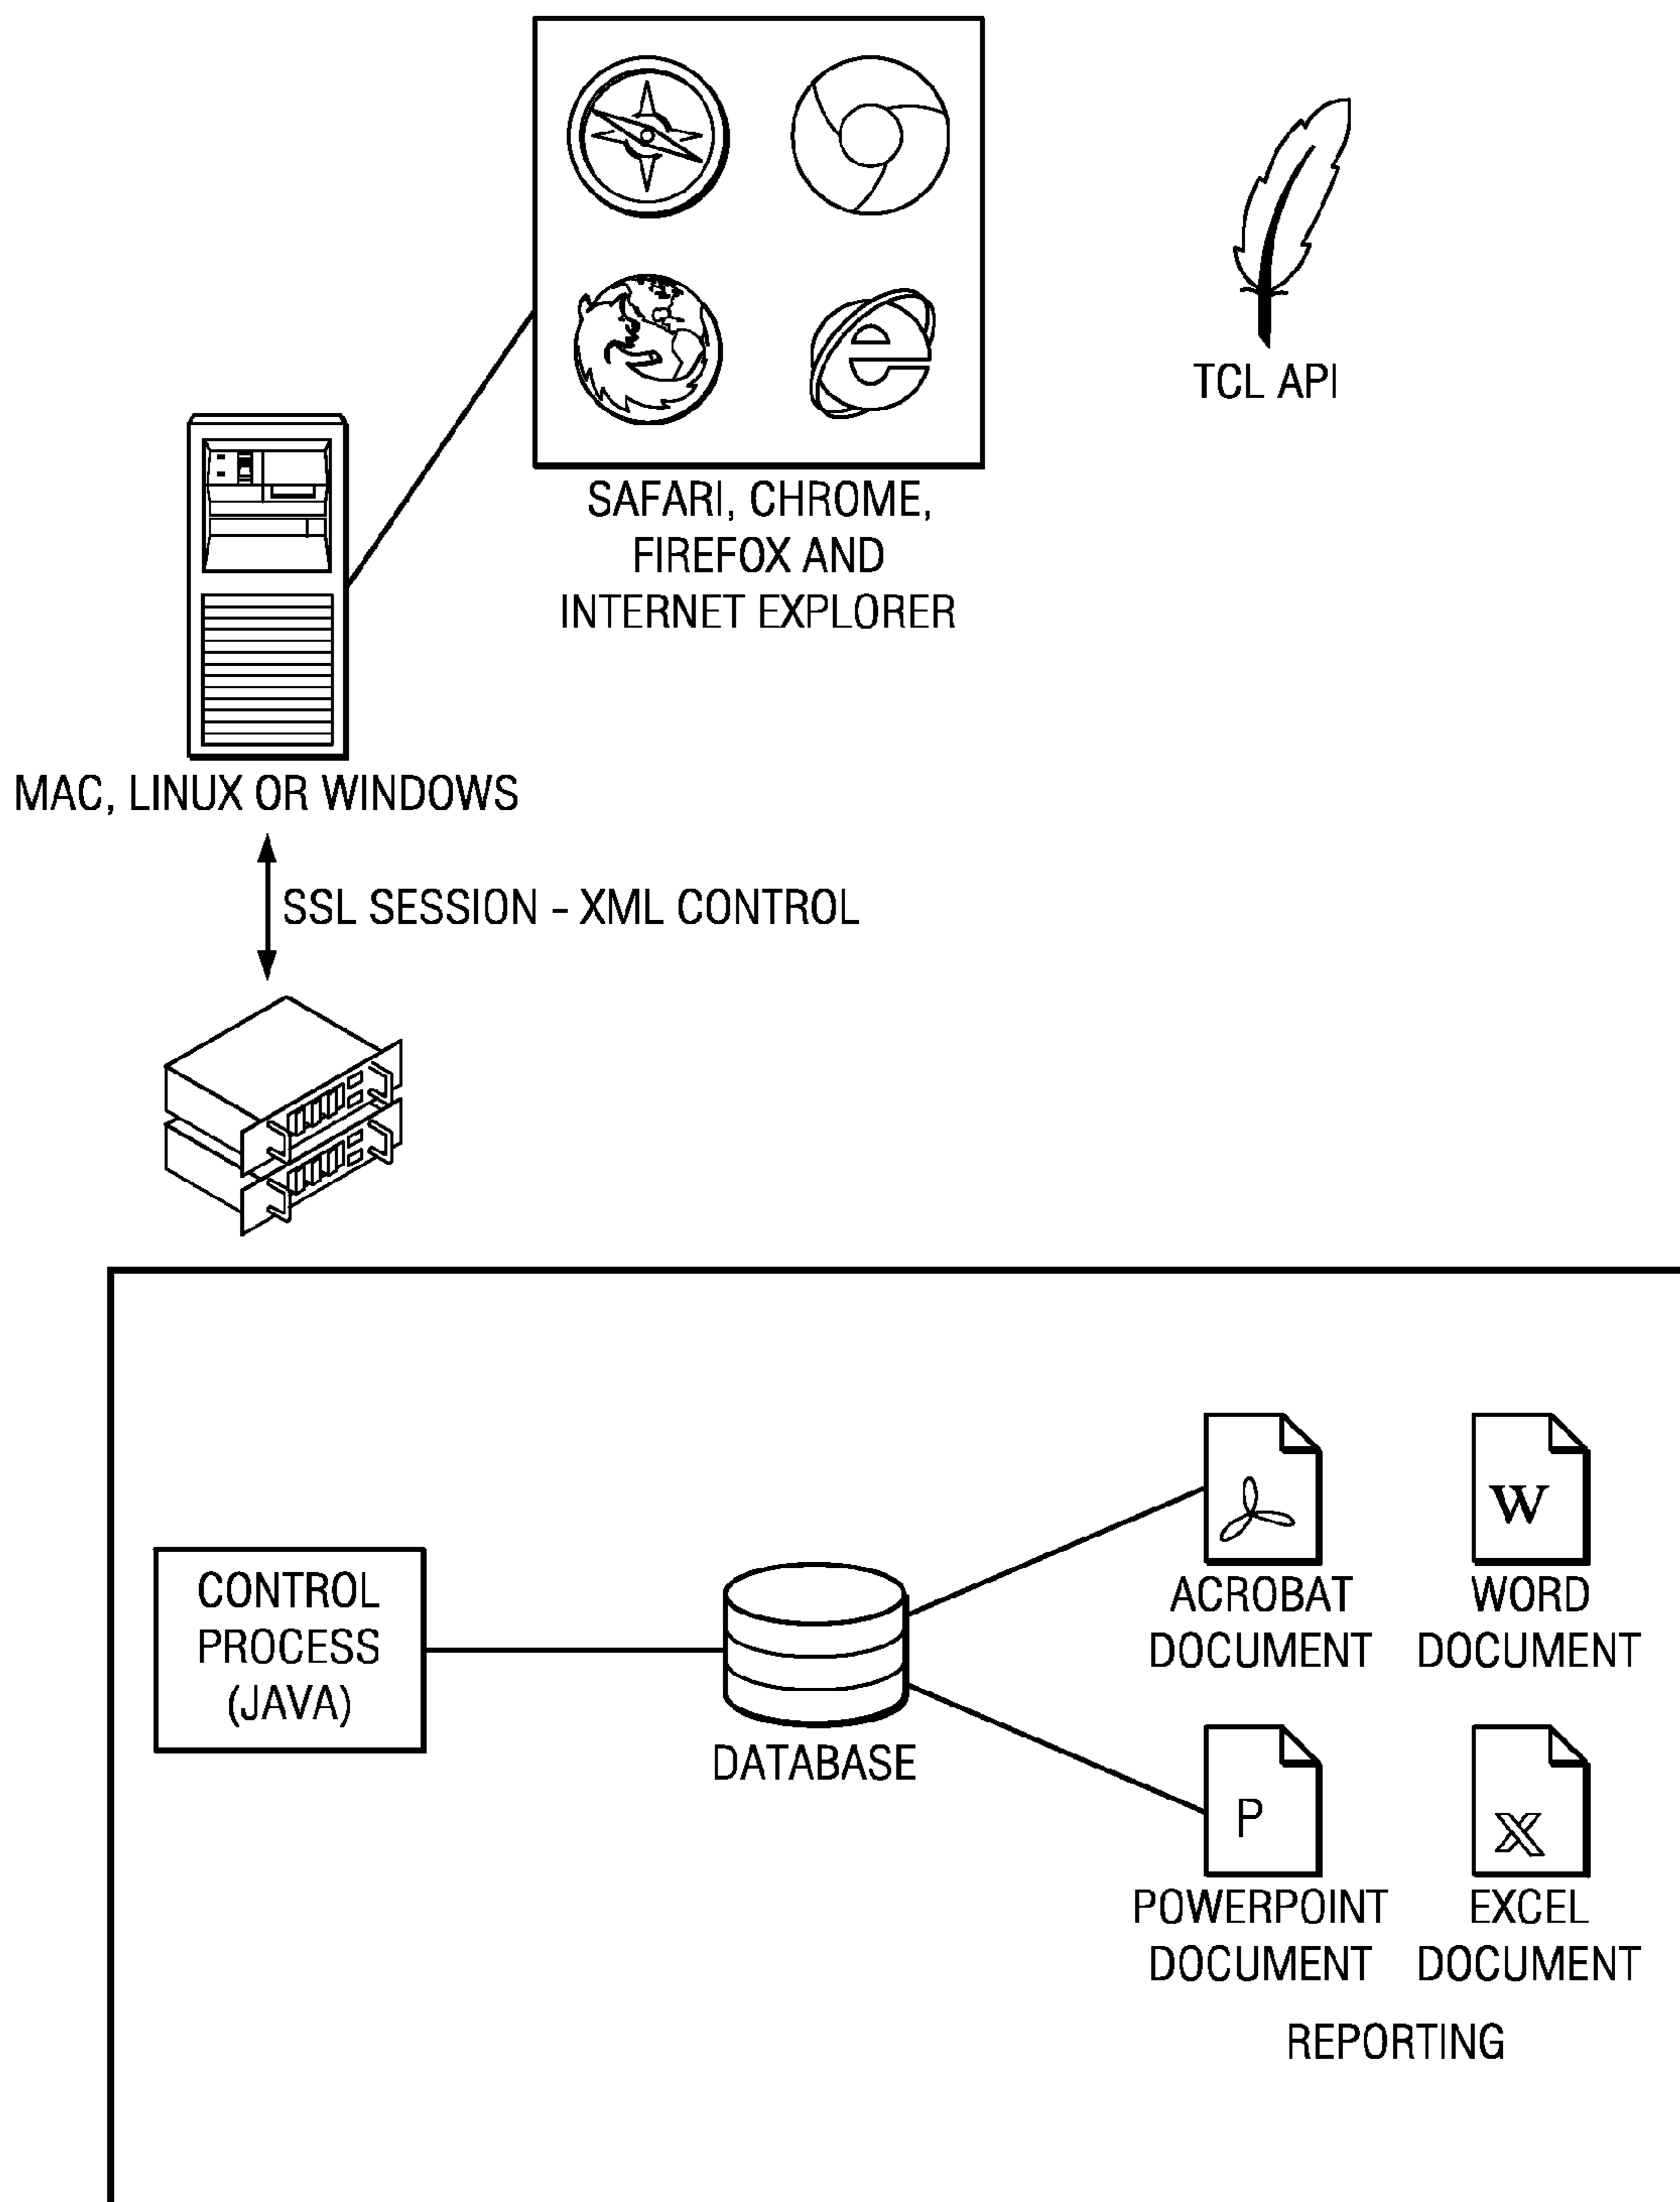 TCL API
SAFARI, CHROME,
FIREFOX AND
INTERNET EXPLORER
MAC, LINUX OR WINDOWS
SSL SESSION - XML CONTROL
CONTROL
PROCESS
(JAVA)
DATABASE
W
ACROBAT
DOCUMENT
WORD
DOCUMENT
P
X
POWERPOINT
DOCUMENT
EXCEL
DOCUMENT
REPORTING